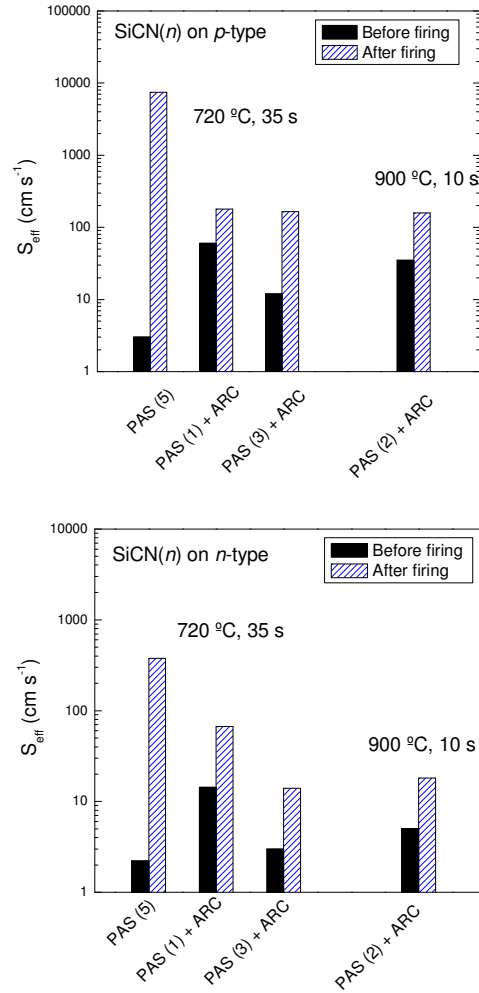 SiCN(n) on p-type
Before firing
After firing
720 ºC, 35 s
900 ºC, 10 s
S_eff (cm s⁻¹)
100000
10000
1000
100
10
1
PAS (5)
PAS (1) + ARC
PAS (3) + ARC
PAS (2) + ARC
SiCN(n) on n-type
Before firing
After firing
720 ºC, 35 s
900 ºC, 10 s
S_eff (cm s⁻¹)
10000
1000
100
10
1
PAS (5)
PAS (1) + ARC
PAS (3) + ARC
PAS (2) + ARC